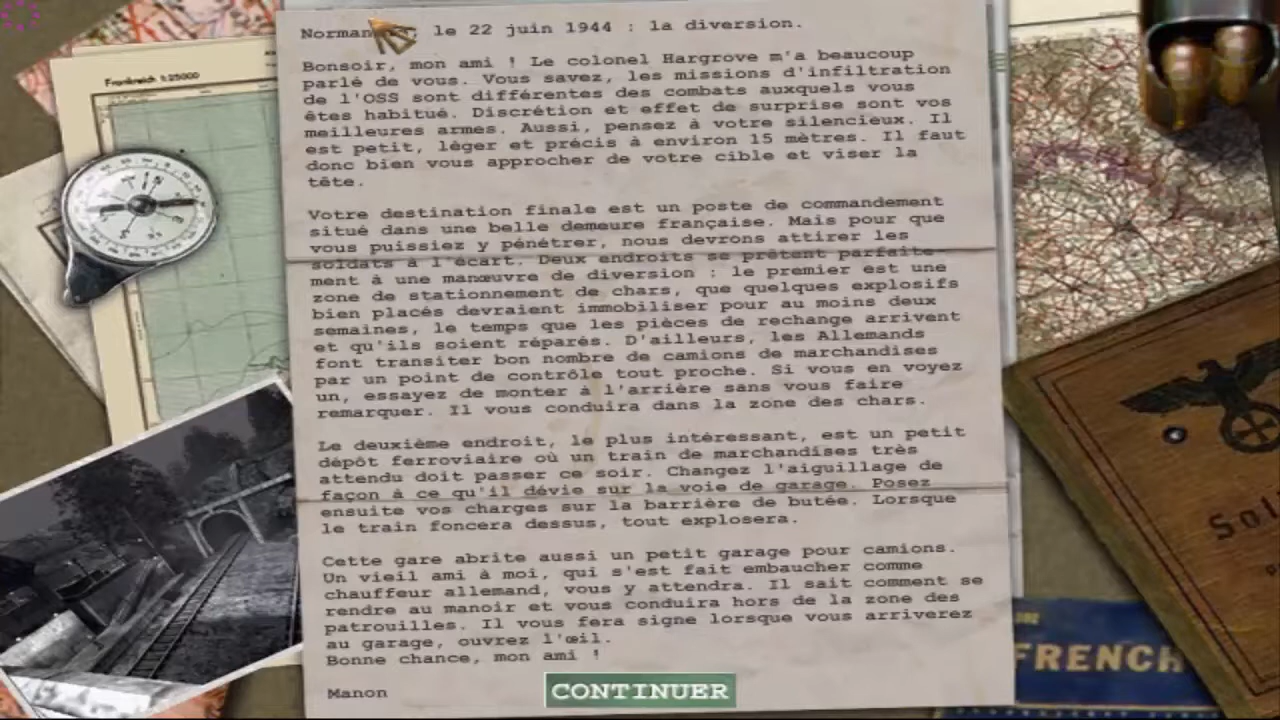 Frankreich 1:25000
Norman le 22 juin 1944 : la diversion.
Bonsoir, mon ami ! Le colonel Hargrove m'a beaucoup
parlé de vous. Vous savez, les missions d'infiltration
de l'OSS sont différentes des combats auxquels vous
êtes habitué. Discrétion et effet de surprise sont vos
meilleures armes. Aussi, pensez à votre silencieux. Il
est petit, léger et précis à environ 15 mètres. Il faut
donc bien vous approcher de votre cible et viser la
tête.
Votre destination finale est un poste de commandement
situé dans une belle demeure française. Mais pour que
vous puissiez y pénétrer, nous devrons attirer les
soldats à l'écart. Deux endroits se prêtent parfaite-
ment à une manœuvre de diversion : le premier est une
zone de stationnement de chars, que quelques explosifs
bien placés devraient immobiliser pour au moins deux
semaines, le temps que les pièces de rechange arrivent
et qu'ils soient réparés. D'ailleurs, les Allemands
font transiter bon nombre de camions de marchandises
par un point de contrôle tout proche. Si vous en voyez
un, essayez de monter à l'arrière sans vous faire
remarquer. Il vous conduira dans la zone des chars.
Le deuxième endroit, le plus intéressant, est un petit
dépôt ferroviaire où un train de marchandises très
attendu doit passer ce soir. Changez l'aiguillage de
façon à ce qu'il dévie sur la voie de garage. Posez
ensuite vos charges sur la barrière de butée. Lorsque
le train foncera dessus, tout explosera.
Cette gare abrite aussi un petit garage pour camions.
Un vieil ami à moi, qui s'est fait embaucher comme
chauffeur allemand, vous y attendra. Il sait comment se
rendre au manoir et vous conduira hors de la zone des
patrouilles. Il vous fera signe lorsque vous arriverez
au garage, ouvrez l'œil.
Bonne chance, mon ami !
Manon
CONTINUER
Sol
FRENCH